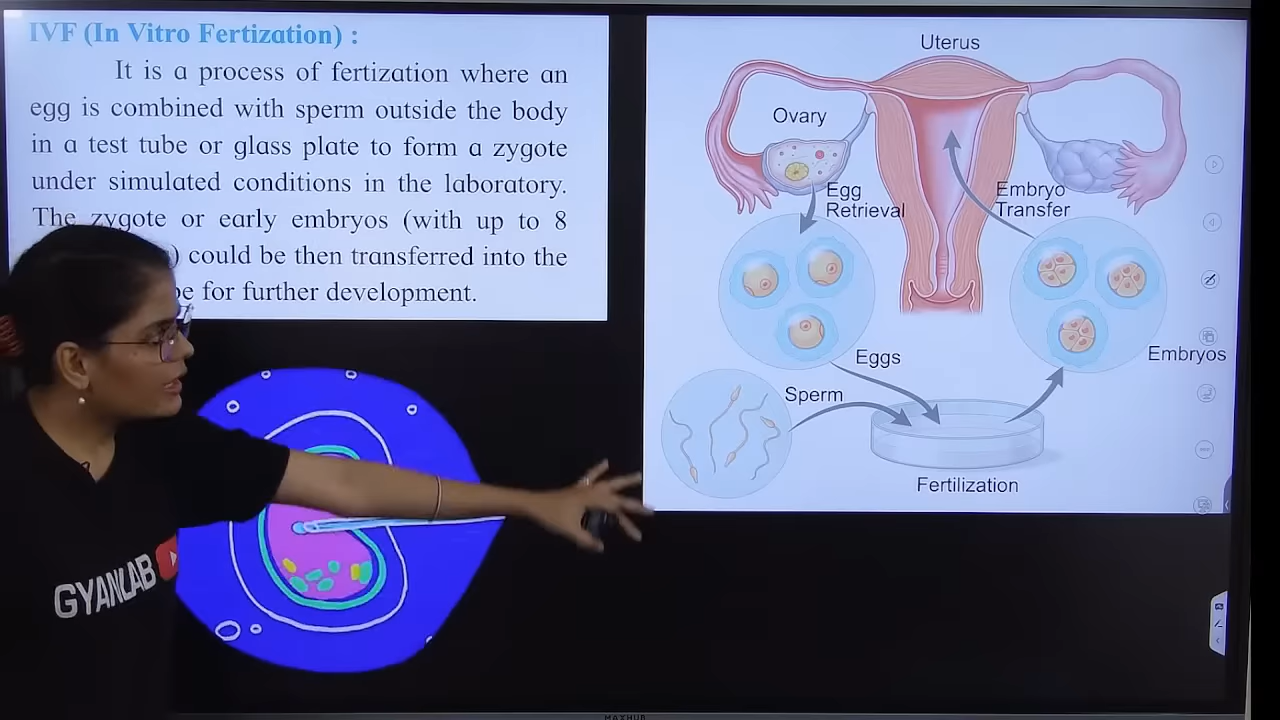 IVF (In Vitro Fertization) :
It is a process of fertization where an
egg is combined with sperm outside the body
in a test tube or glass plate to form a zygote
under simulated conditions in the laboratory.
The zygote or early embryos (with up to 8
) could be then transferred into the
be for further development.
Uterus
Ovary
Egg
Retrieval
Embryo
Transfer
Eggs
Embryos
Sperm
Fertilization
GYANLAB
MAXHUB